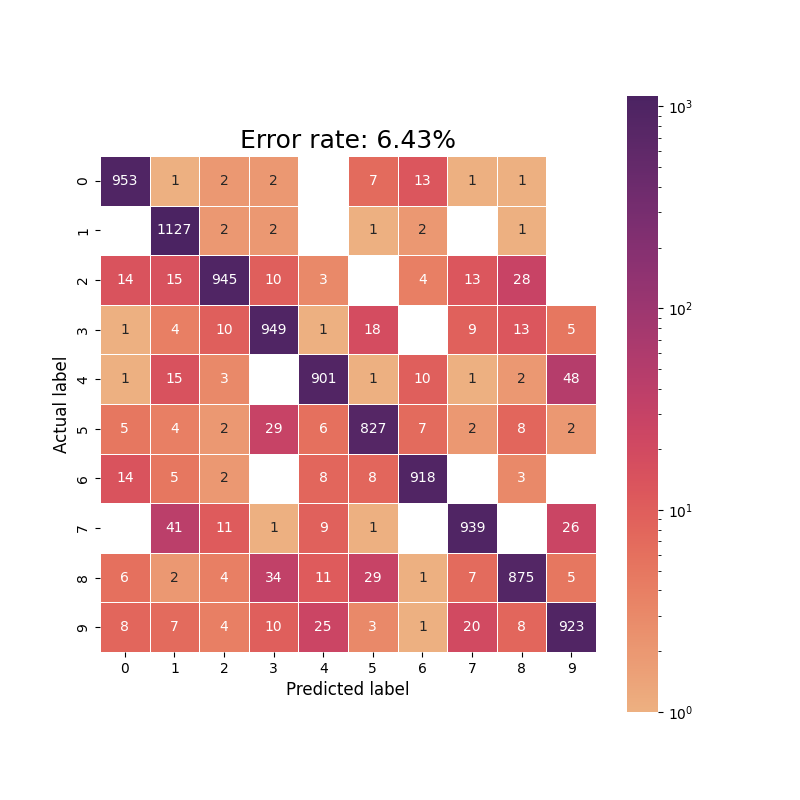 Error rate: 6.43%
0 953 1 2 2 7 13 1 1
1 1127 2 2 1 2 1
2 14 15 945 10 3 4 13 28
3 1 4 10 949 1 18 9 13 5
4 1 15 3 901 1 10 1 2 48
5 5 4 2 29 6 827 7 2 8 2
6 14 5 2 8 8 918 3
7 41 11 1 9 1 939 26
8 6 2 4 34 11 29 1 7 875 5
9 8 7 4 10 25 3 1 20 8 923
0 1 2 3 4 5 6 7 8 9
Predicted label
Actual label
10³
10²
10¹
10⁰